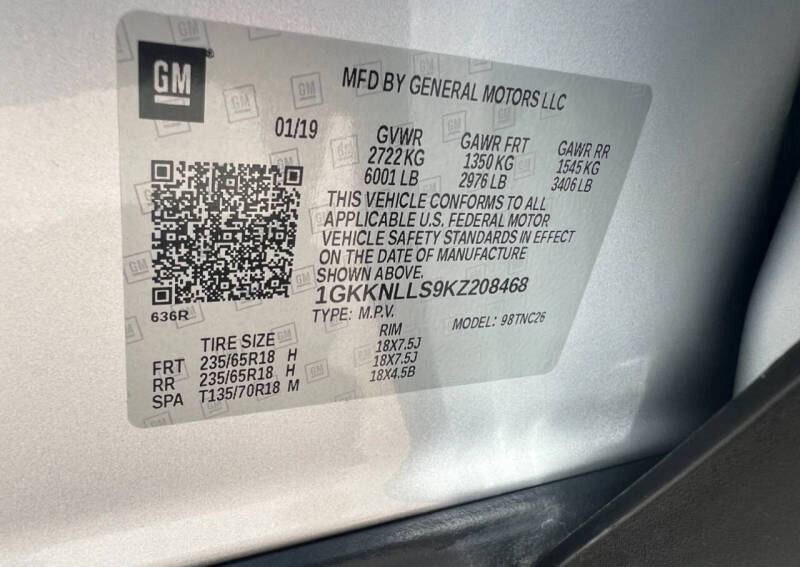 GM
MFD BY GENERAL MOTORS LLC
01/19 GVWR GAWR FRT GAWR RR
2722 KG 1350 KG 1545 KG
6001 LB 2976 LB 3406 LB
THIS VEHICLE CONFORMS TO ALL
APPLICABLE U.S. FEDERAL MOTOR
VEHICLE SAFETY STANDARDS IN EFFECT
ON THE DATE OF MANUFACTURE
SHOWN ABOVE.
1GKKNLLS9KZ208468
636R
TYPE: M.P.V. MODEL: 98TNC26
TIRE SIZE RIM
FRT 235/65R18 H 18X7.5J
RR 235/65R18 H 18X7.5J
SPA T135/70R18 M 18X4.5B